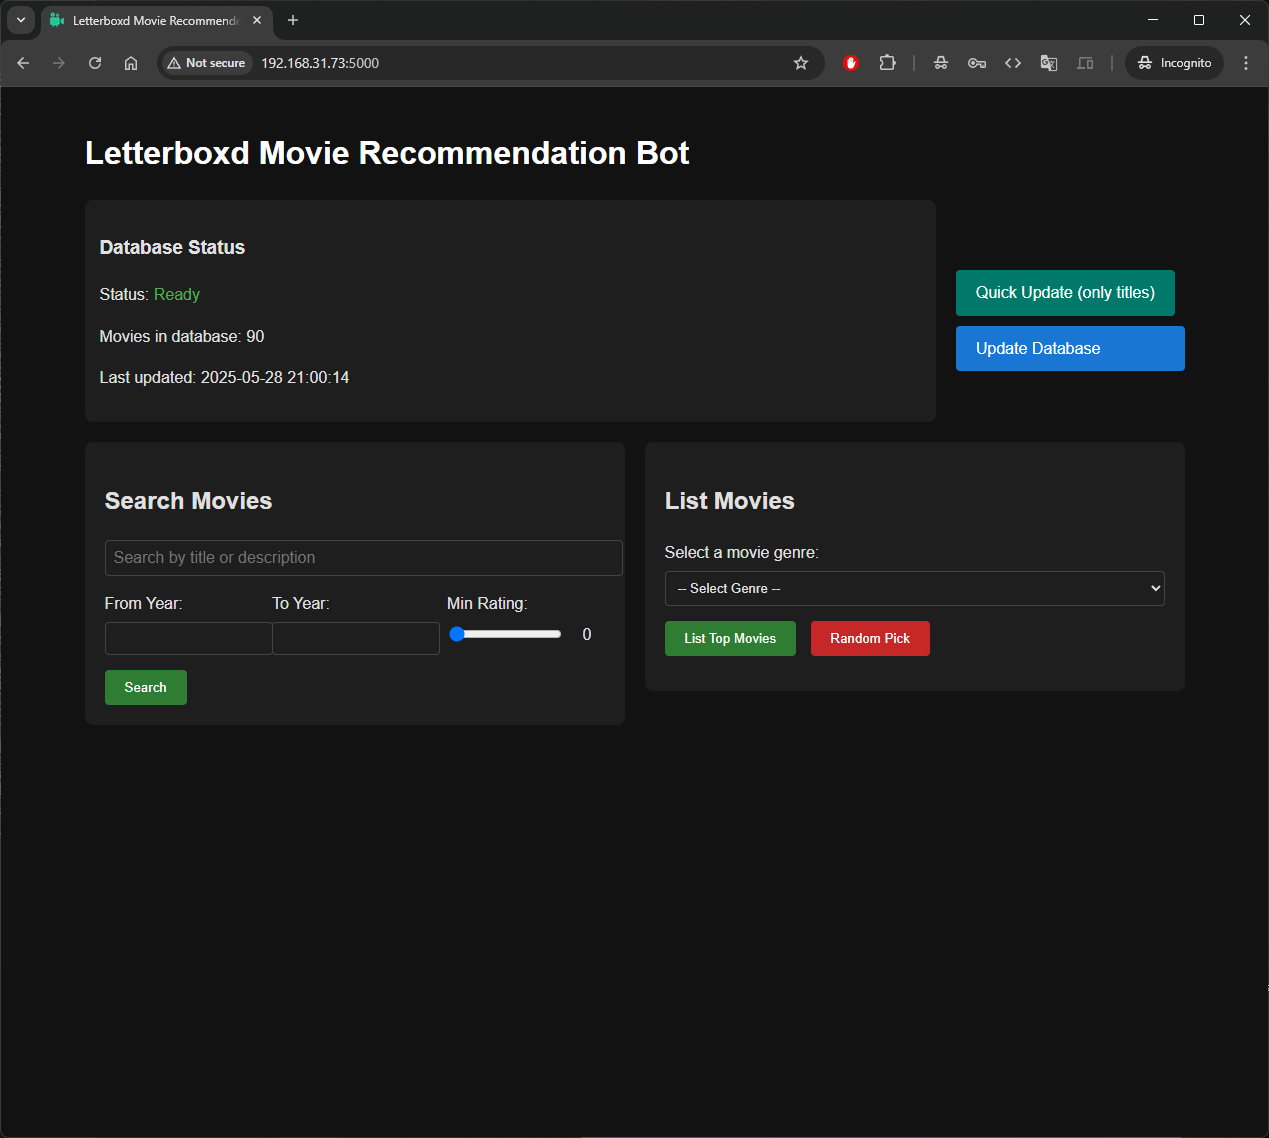 Letterboxd Movie Recommende
Not secure
192.168.31.73:5000
Incognito
Letterboxd Movie Recommendation Bot
Database Status
Status: Ready
Movies in database: 90
Last updated: 2025-05-28 21:00:14
Quick Update (only titles)
Update Database
Search Movies
Search by title or description
From Year: To Year: Min Rating:
0
Search
List Movies
Select a movie genre:
-- Select Genre --
List Top Movies Random Pick